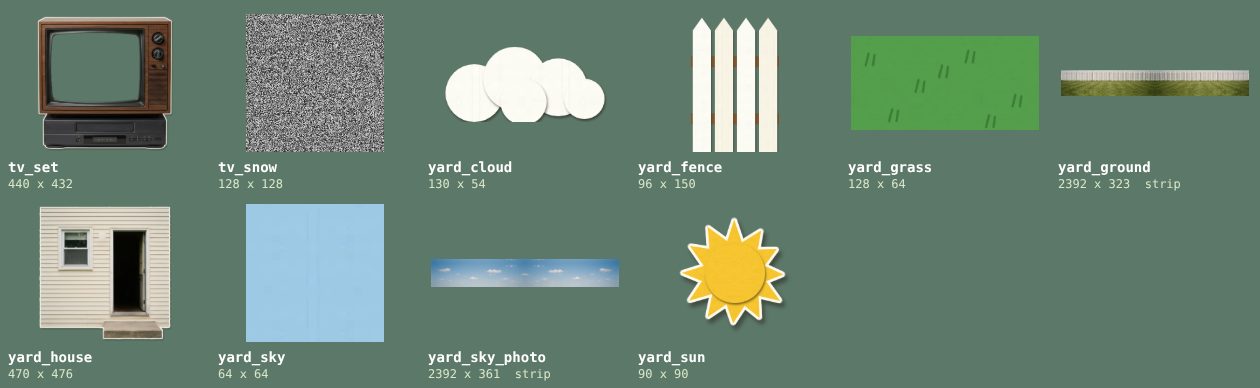 tv_set
440 x 432
tv_snow
128 x 128
yard_cloud
130 x 54
yard_fence
96 x 150
yard_grass
128 x 64
yard_ground
2392 x 323 strip
yard_house
470 x 476
yard_sky
64 x 64
yard_sky_photo
2392 x 361 strip
yard_sun
90 x 90